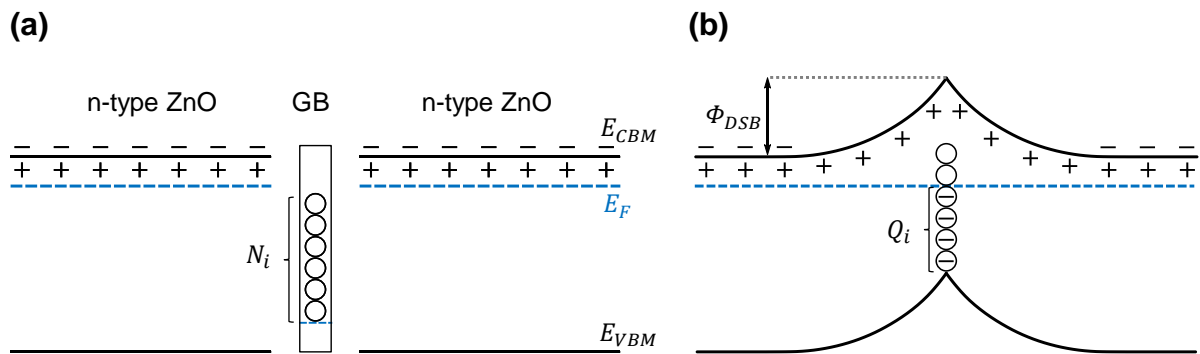 (a)
n-type ZnO GB n-type ZnO
E_CBM
E_F
N_i
E_VBM
(b)
Φ_DSB
Q_i